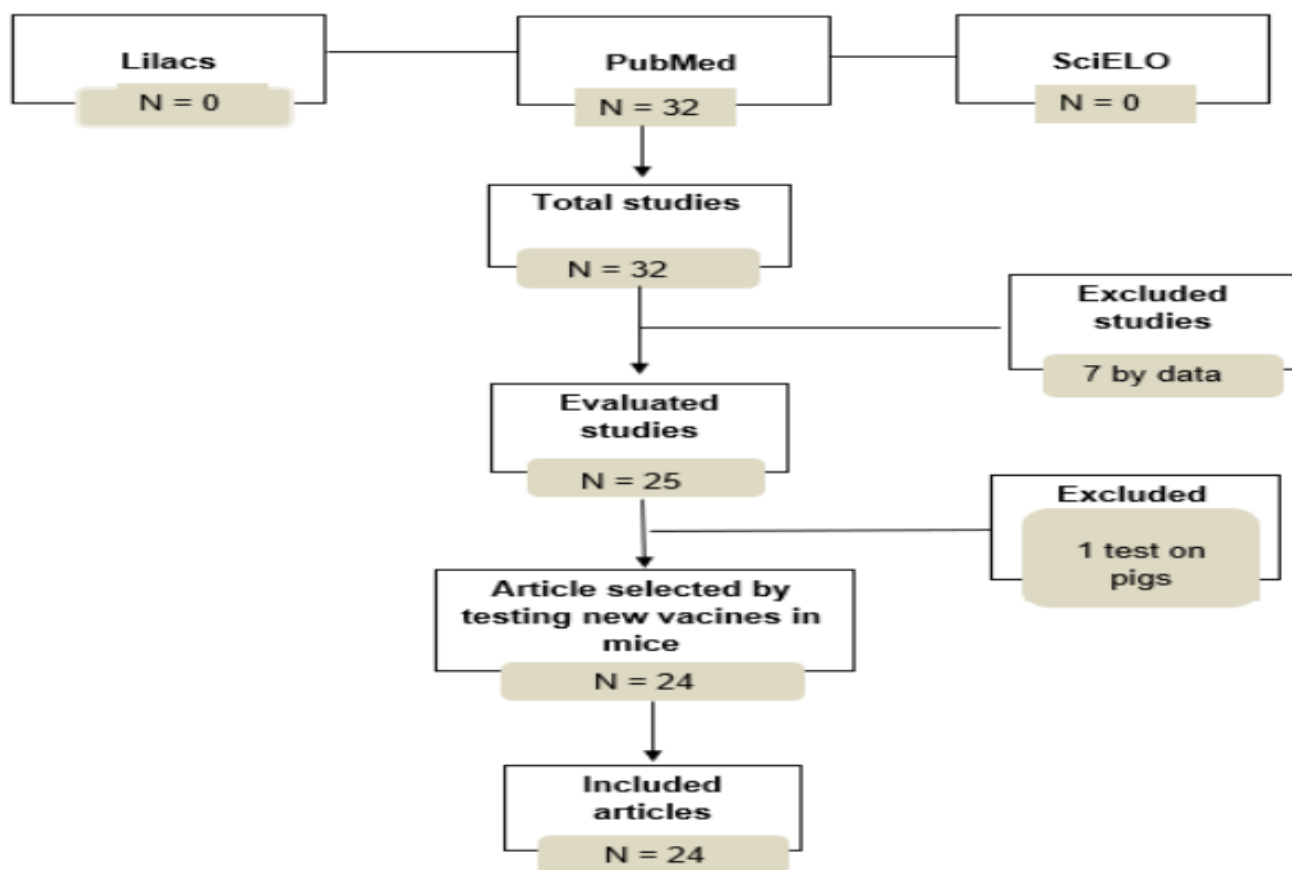 Lilacs
N = 0
PubMed
N = 32
SciELO
N = 0
Total studies
N = 32
Excluded
studies
7 by data
Evaluated
studies
N = 25
Excluded
1 test on
pigs
Article selected by
testing new vacines in
mice
N = 24
Included
articles
N = 24